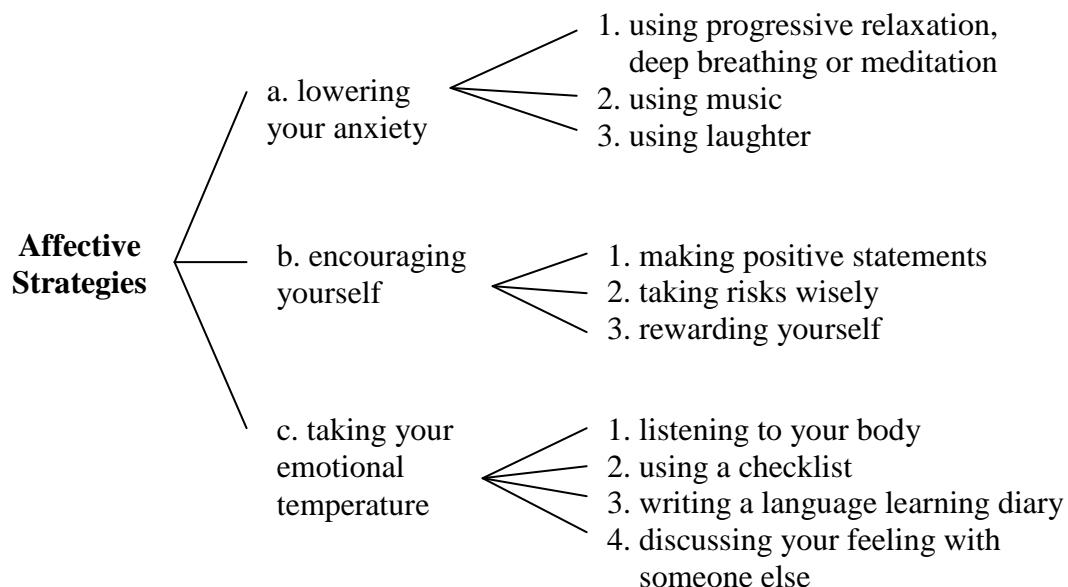 Affective
Strategies
a. lowering
your anxiety
1. using progressive relaxation,
deep breathing or meditation
2. using music
3. using laughter
b. encouraging
yourself
1. making positive statements
2. taking risks wisely
3. rewarding yourself
c. taking your
emotional
temperature
1. listening to your body
2. using a checklist
3. writing a language learning diary
4. discussing your feeling with
someone else